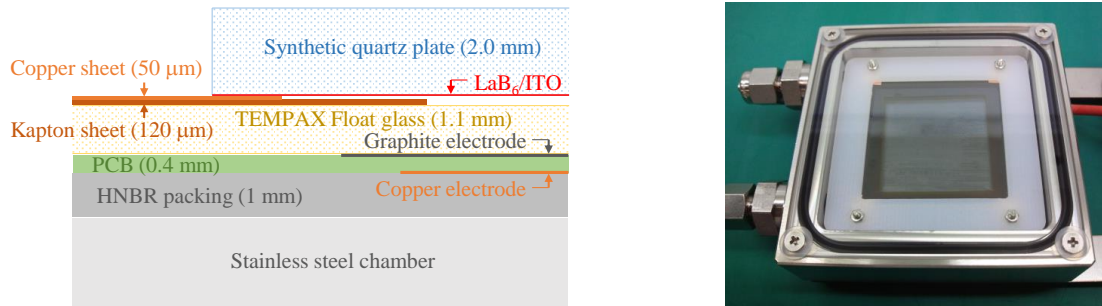 Synthetic quartz plate (2.0 mm)
Copper sheet (50 μm)
LaB₆/ITO
Kapton sheet (120 μm)
TEMPAX Float glass (1.1 mm)
Graphite electrode
PCB (0.4 mm)
Copper electrode
HNBR packing (1 mm)
Stainless steel chamber